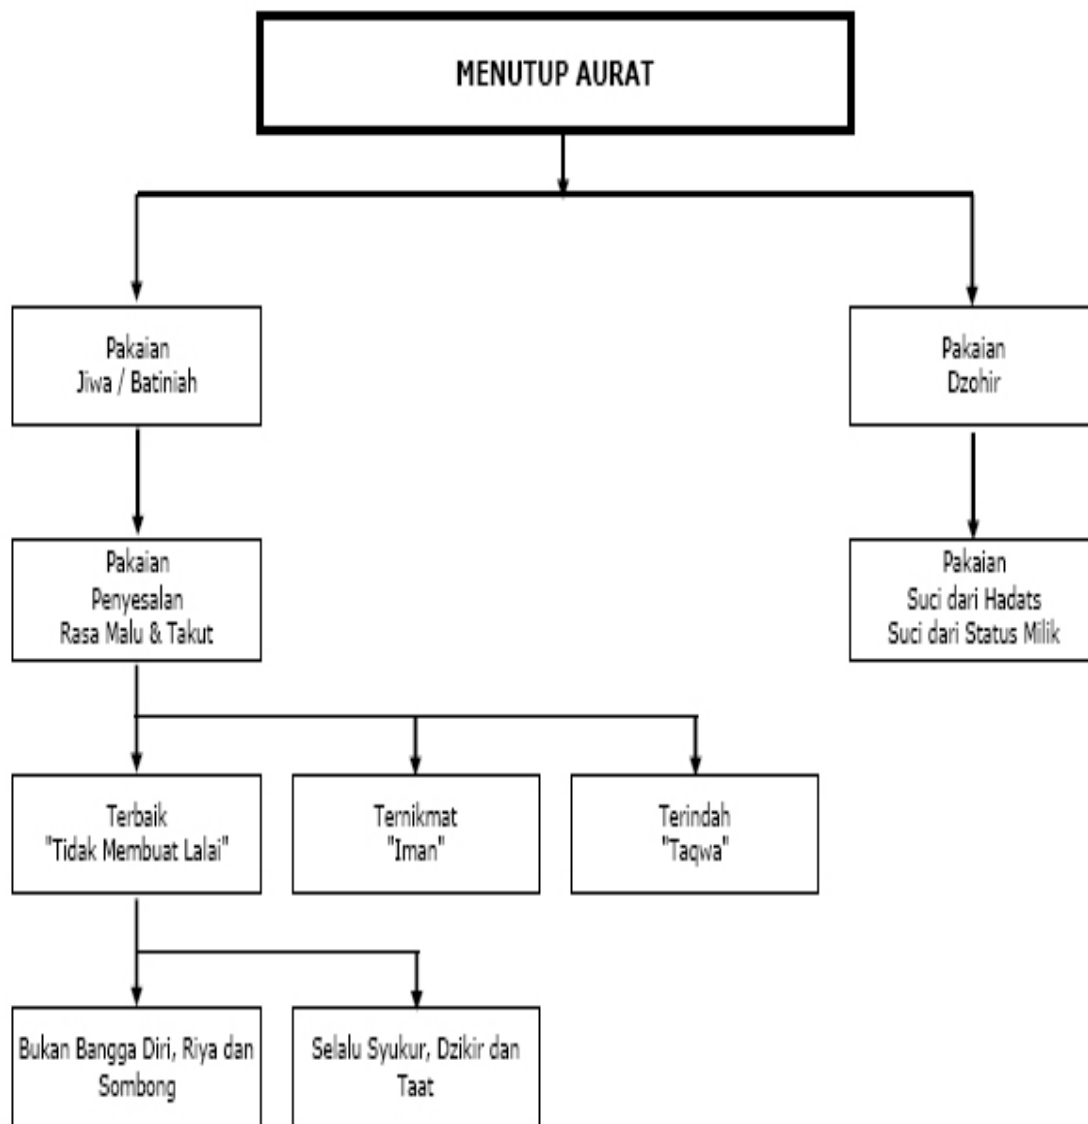 MENUTUP AURAT
Pakaian
Jiwa / Batiniah
Pakaian
Dzohir
Pakaian
Penyesalan
Rasa Malu & Takut
Pakaian
Suci dari Hadats
Suci dari Status Milik
Terbaik
"Tidak Membuat Lalai"
Ternikmat
"Iman"
Terindah
"Taqwa"
Bukan Bangga Diri, Riya dan
Sombong
Selalu Syukur, Dzikir dan
Taat